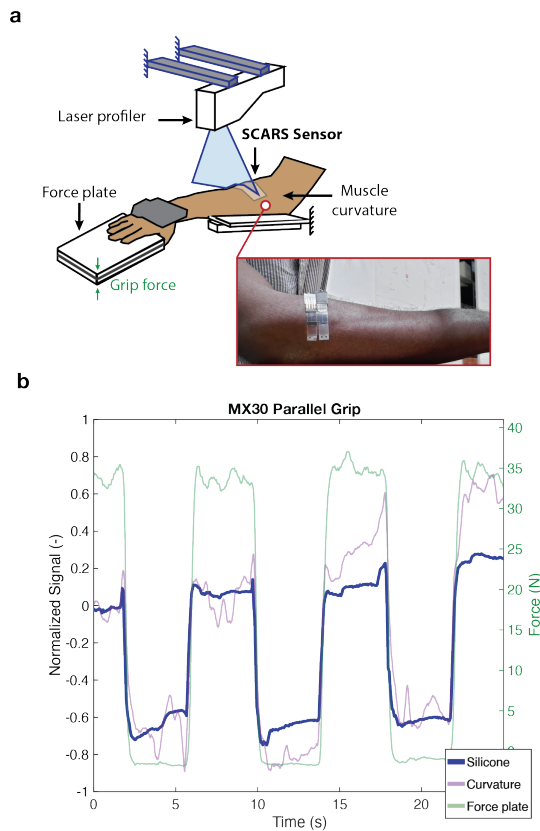 a
Laser profiler
SCARS Sensor
Force plate
Muscle
curvature
Grip force
b
MX30 Parallel Grip
Normalized Signal (-)
1
0.8
0.6
0.4
0.2
0
-0.2
-0.4
-0.6
-0.8
-1
40
35
30
25
20
15
10
5
Force (N)
0
5
10
15
20
Time (s)
Silicone
Curvature
Force plate